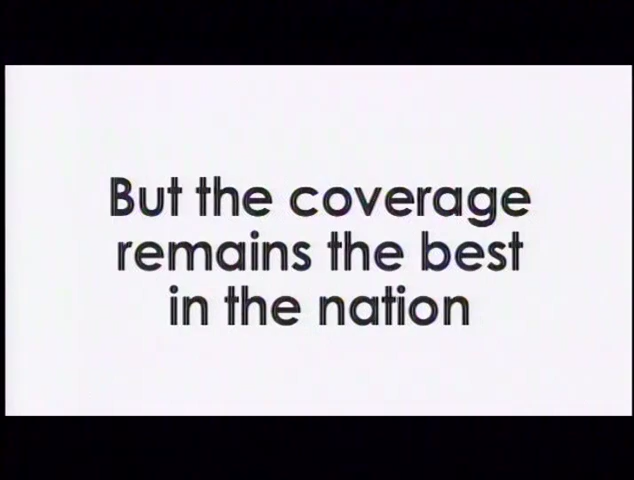 But the coverage
remains the best
in the nation